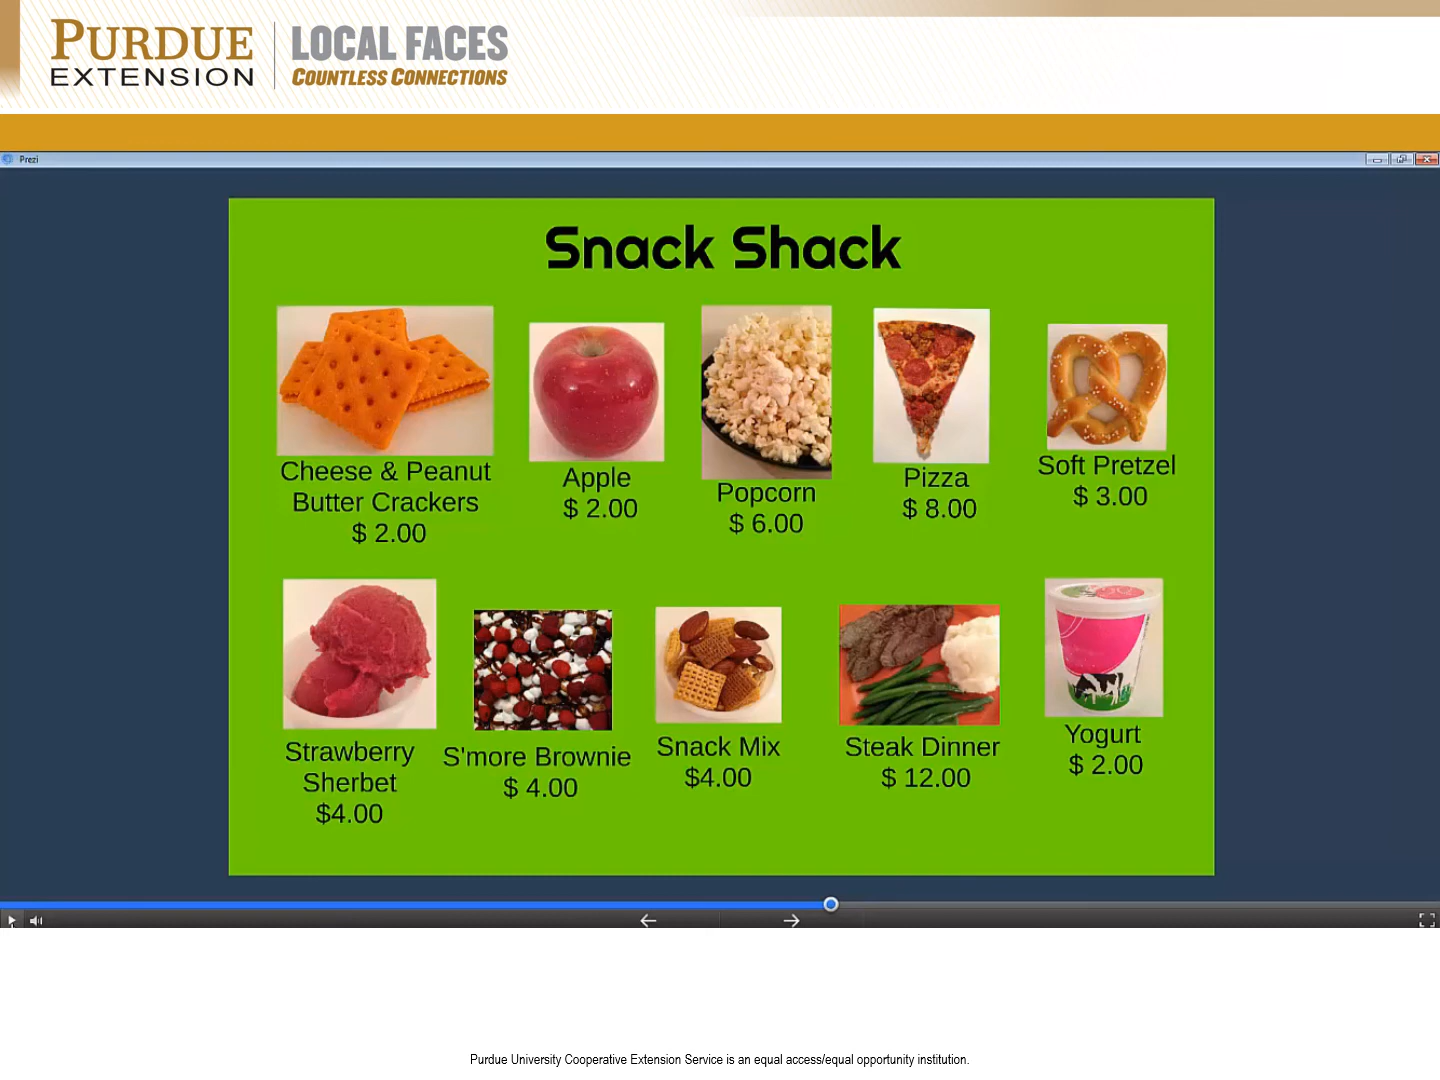 PURDUE
EXTENSION
LOCAL FACES
COUNTLESS CONNECTIONS
Prezi
Snack Shack
Cheese & Peanut
Butter Crackers
$ 2.00
Apple
$ 2.00
Popcorn
$ 6.00
Pizza
$ 8.00
Soft Pretzel
$ 3.00
Strawberry
Sherbet
$4.00
S'more Brownie
$ 4.00
Snack Mix
$4.00
Steak Dinner
$ 12.00
Yogurt
$ 2.00
Purdue University Cooperative Extension Service is an equal access/equal opportunity institution.